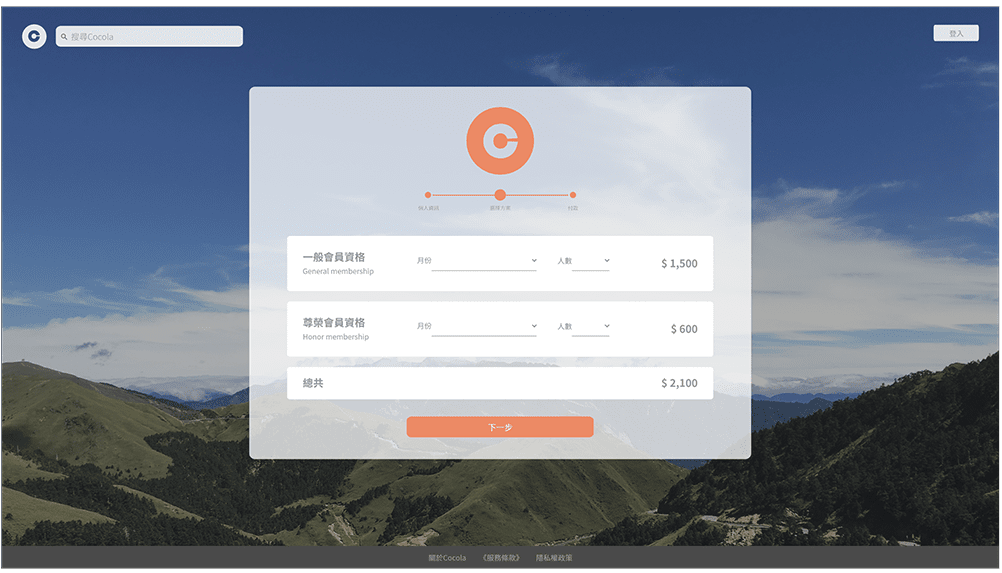 搜尋Cocola
登入
個人資訊
選擇方案
付款
一般會員資格
General membership
月份
人數
$ 1,500
尊榮會員資格
Honor membership
月份
人數
$ 600
總共
$ 2,100
下一步
關於Cocola
《服務條款》
隱私權政策